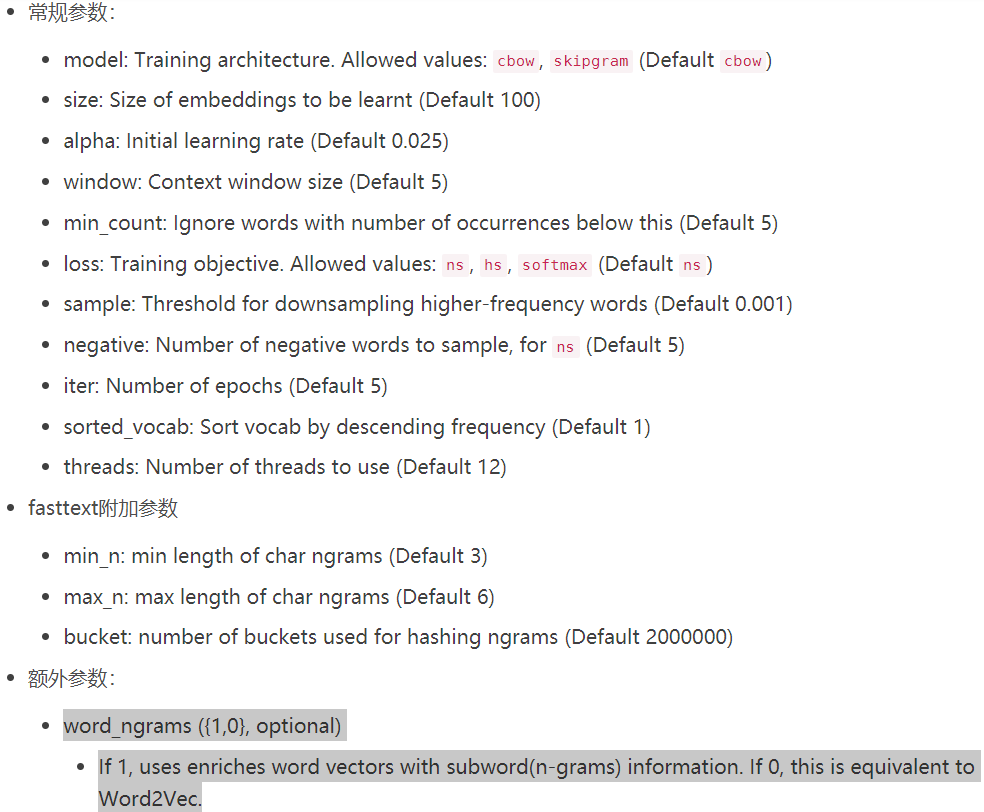 常规参数：
model: Training architecture. Allowed values: cbow, skipgram (Default cbow)
size: Size of embeddings to be learnt (Default 100)
alpha: Initial learning rate (Default 0.025)
window: Context window size (Default 5)
min_count: Ignore words with number of occurrences below this (Default 5)
loss: Training objective. Allowed values: ns, hs, softmax (Default ns)
sample: Threshold for downsampling higher-frequency words (Default 0.001)
negative: Number of negative words to sample, for ns (Default 5)
iter: Number of epochs (Default 5)
sorted_vocab: Sort vocab by descending frequency (Default 1)
threads: Number of threads to use (Default 12)
fasttext附加参数
min_n: min length of char ngrams (Default 3)
max_n: max length of char ngrams (Default 6)
bucket: number of buckets used for hashing ngrams (Default 2000000)
额外参数：
word_ngrams ({1,0}, optional)
If 1, uses enriches word vectors with subword(n-grams) information. If 0, this is equivalent to
Word2Vec.